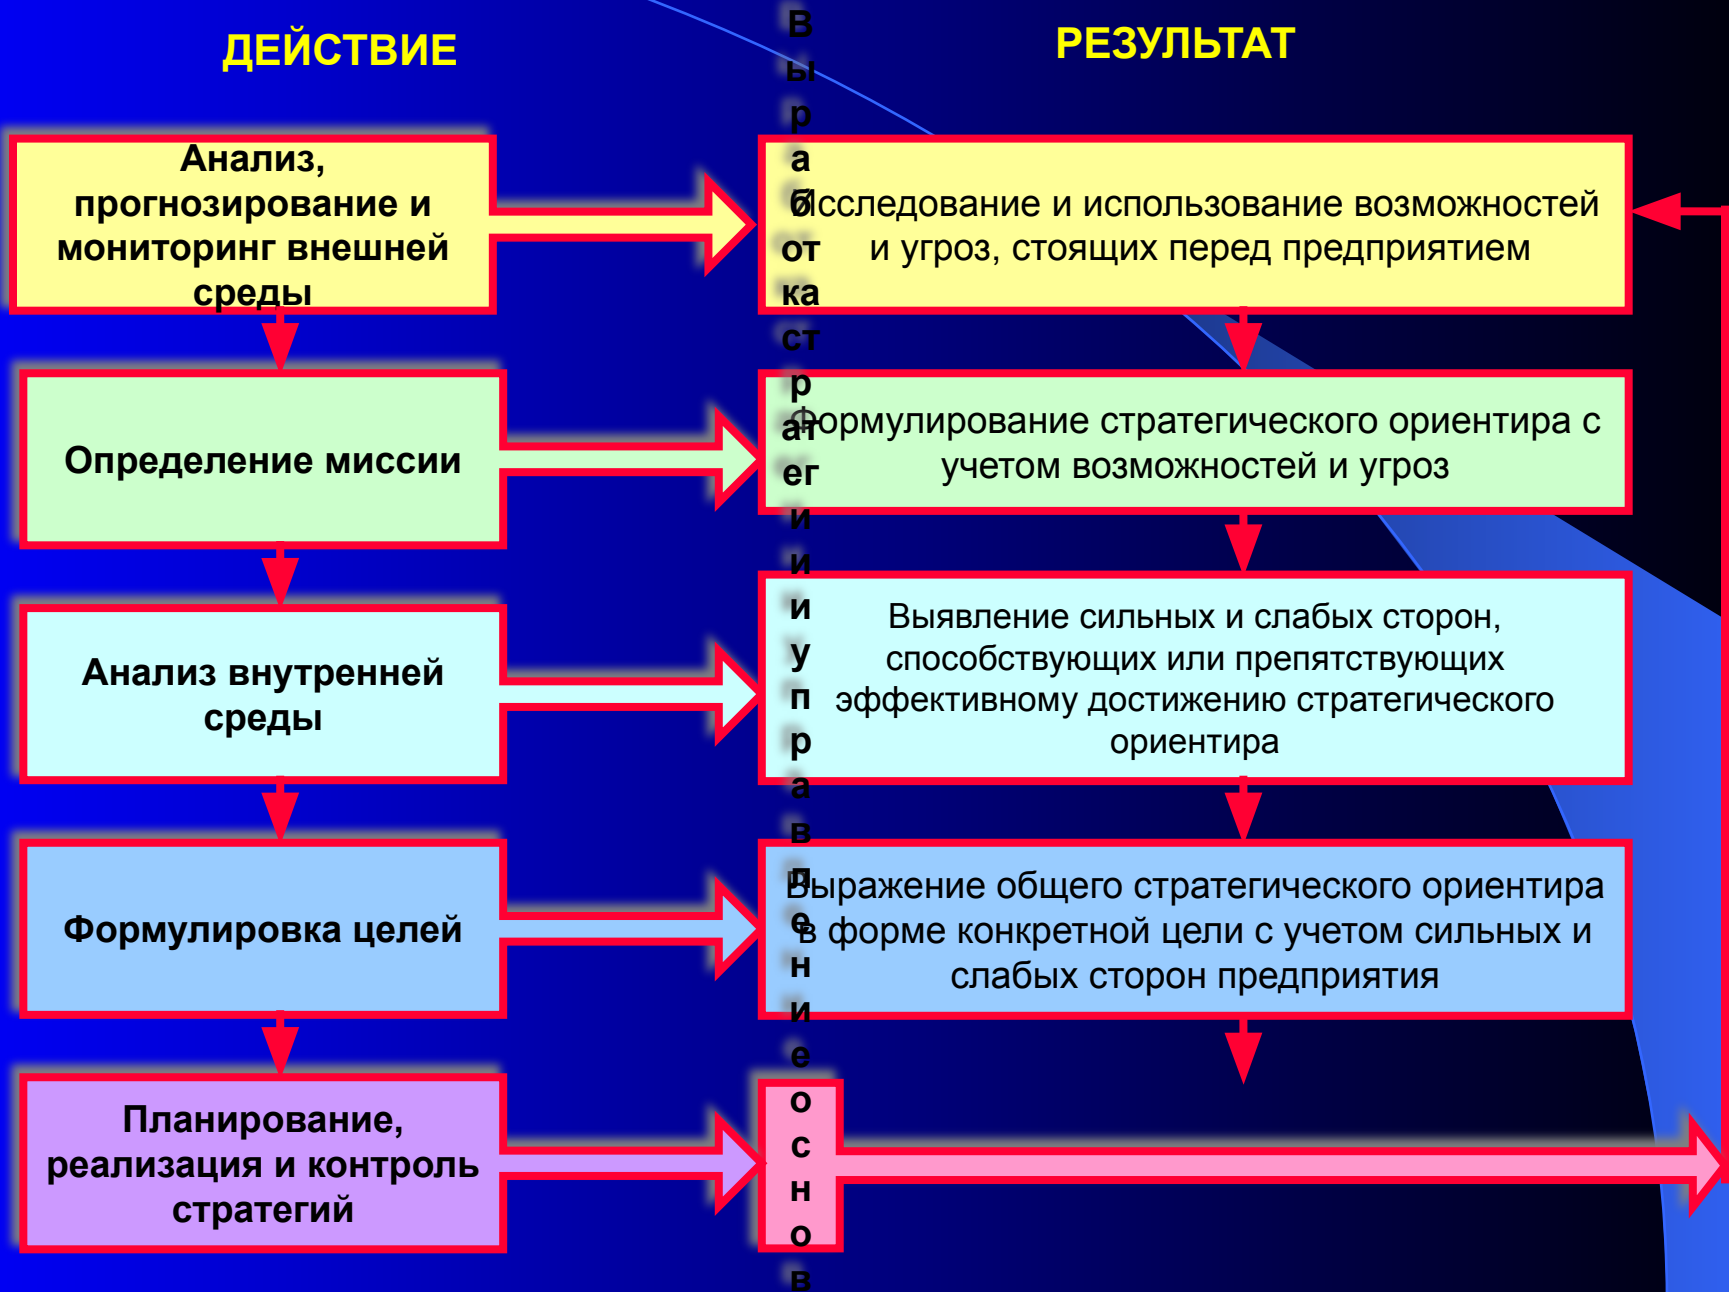 ДЕЙСТВИЕ
РЕЗУЛЬТАТ
Анализ,
прогнозирование и
мониторинг внешней
среды
Исследование и использование возможностей
и угроз, стоящих перед предприятием
Определение миссии
Формулирование стратегического ориентира с
учетом возможностей и угроз
Анализ внутренней
среды
Выявление сильных и слабых сторон,
способствующих или препятствующих
эффективному достижению стратегического
ориентира
Формулировка целей
Выражение общего стратегического ориентира
в форме конкретной цели с учетом сильных и
слабых сторон предприятия
Планирование,
реализация и контроль
стратегий
В
ы
р
а
б
от
ка
ст
р
ат
ег
и
и
и
у
п
р
а
в
л
е
н
и
е
о
с
н
о
в